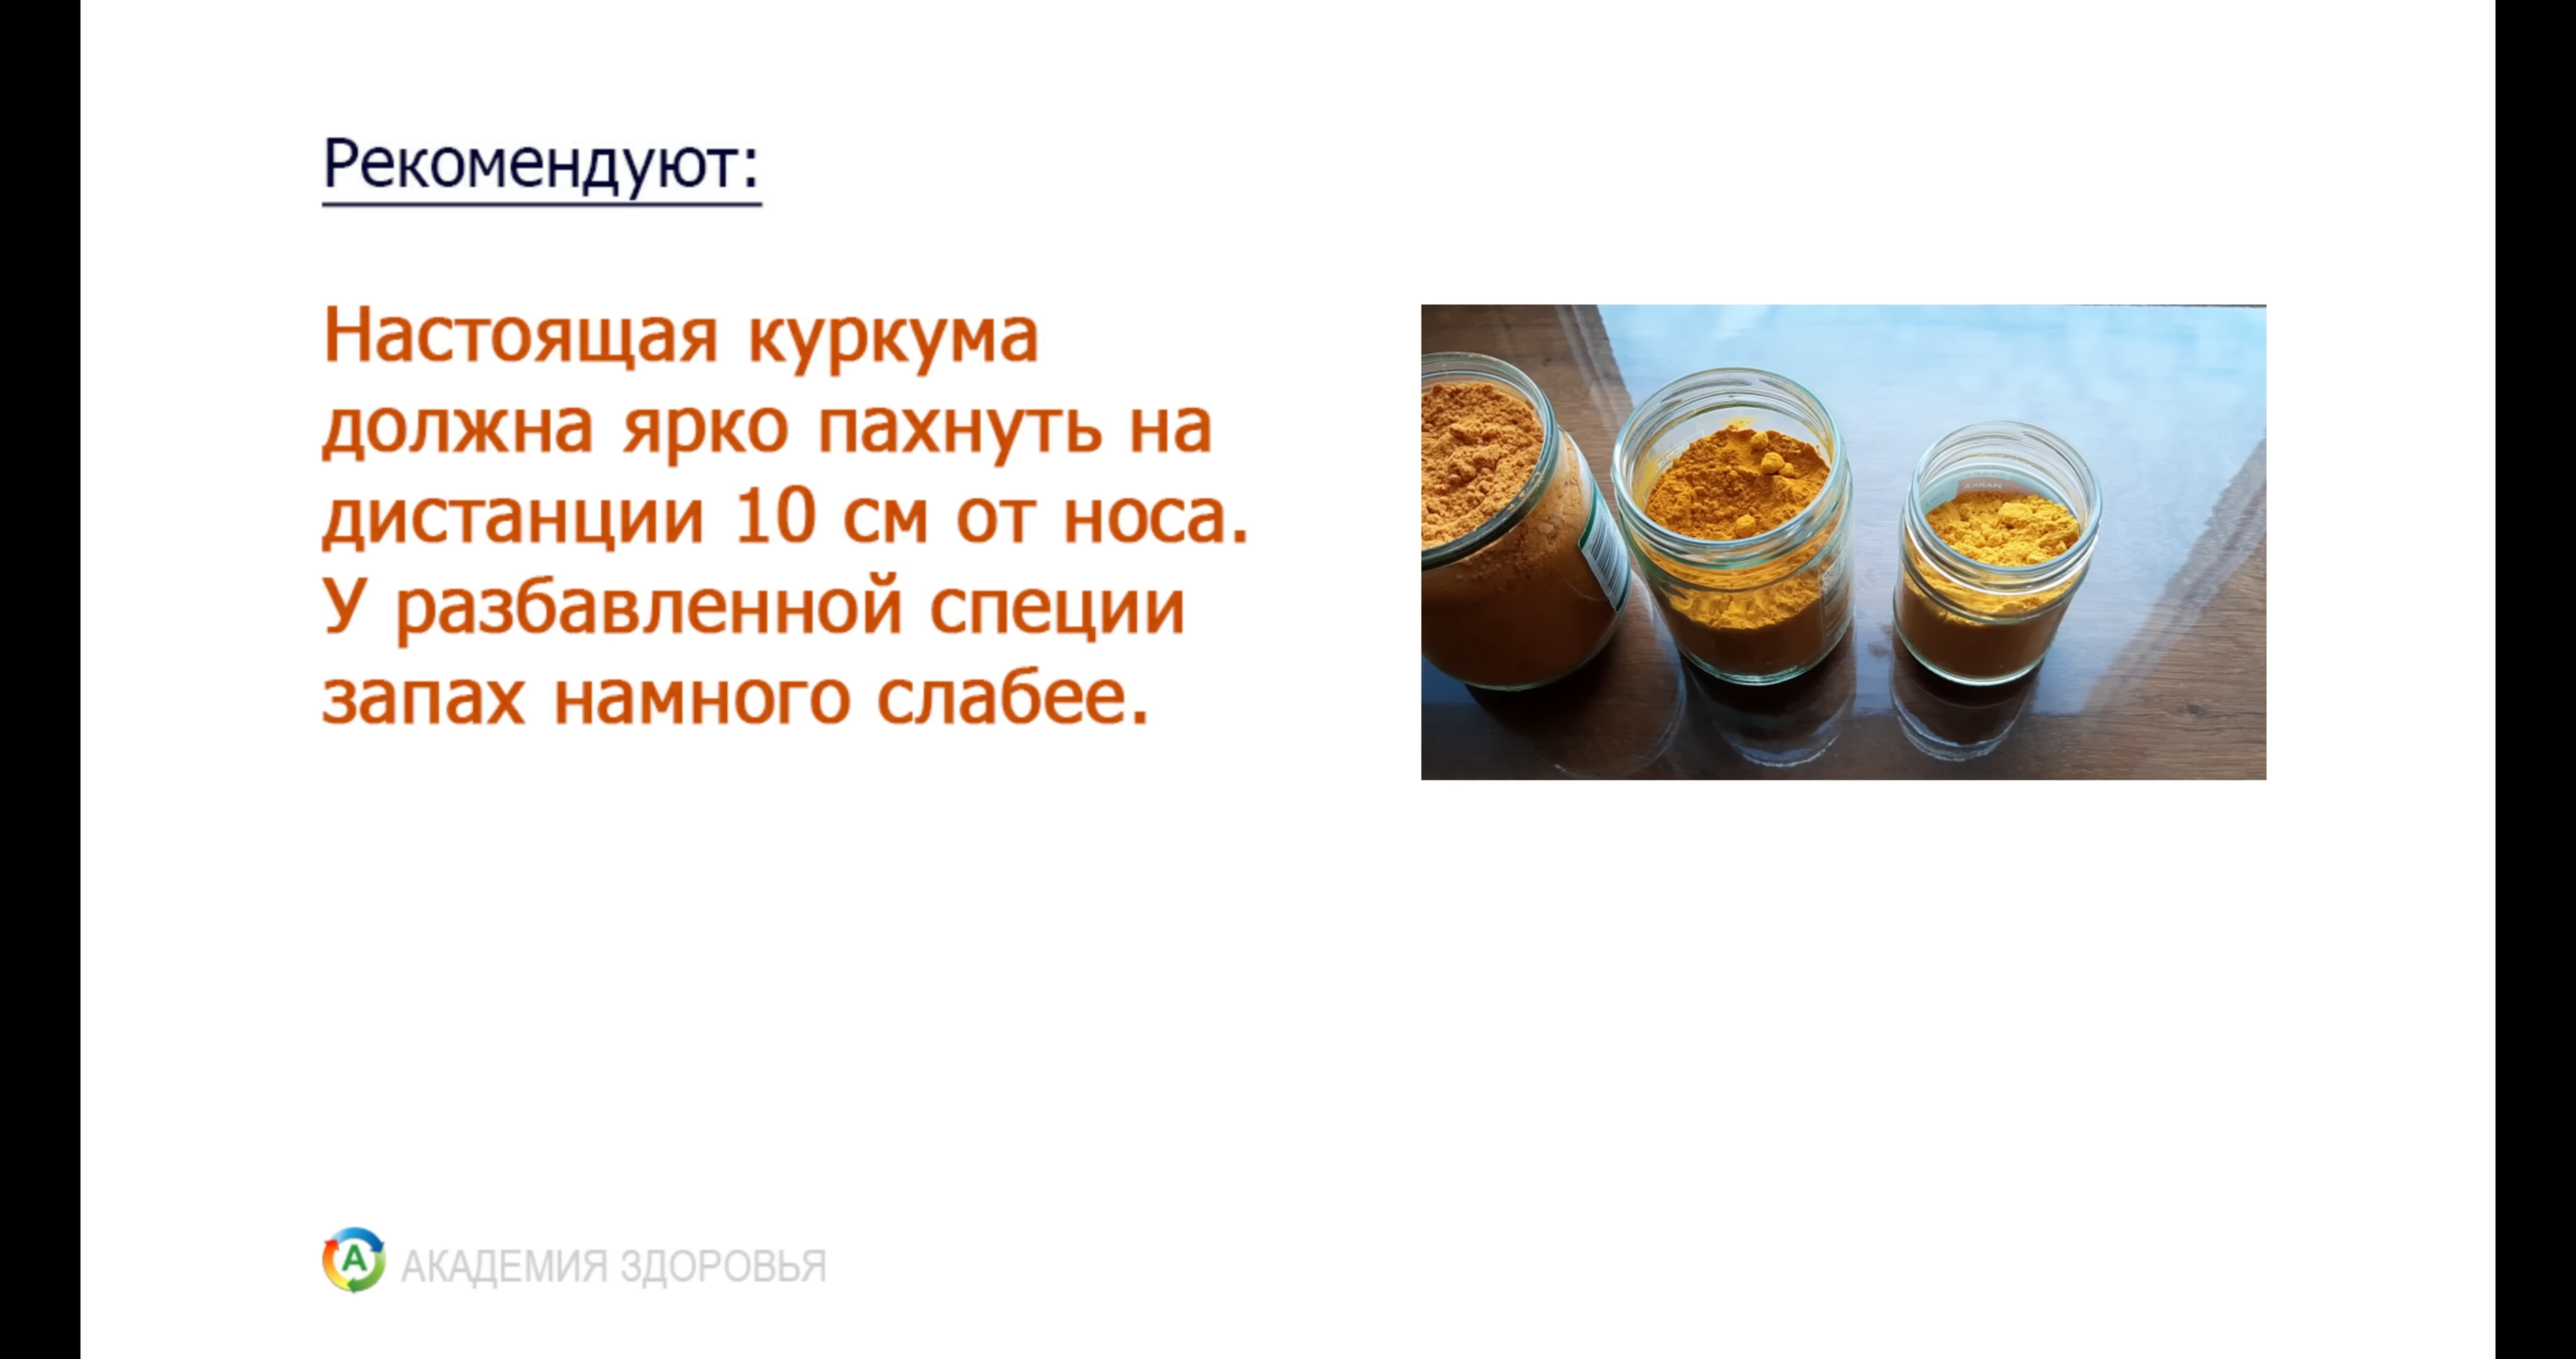 Рекомендуют:
Настоящая куркума
должна ярко пахнуть на
дистанции 10 см от носа.
У разбавленной специи
запах намного слабее.
А АКАДЕМИЯ ЗДОРОВЬЯ